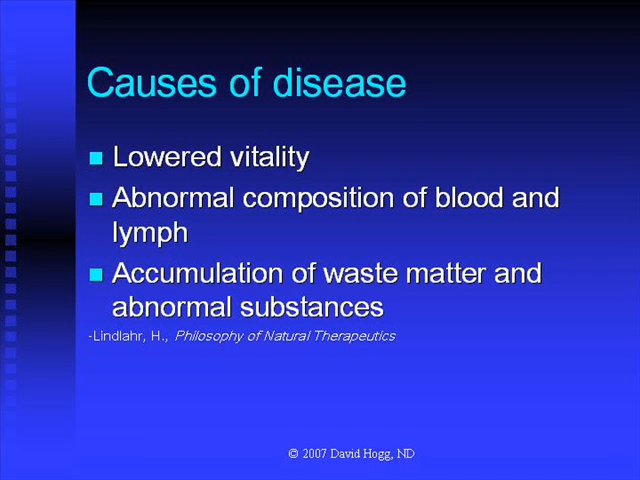 Causes of disease
Lowered vitality
Abnormal composition of blood and
lymph
Accumulation of waste matter and
abnormal substances
-Lindlahr, H., Philosophy of Natural Therapeutics
© 2007 David Hogg, ND